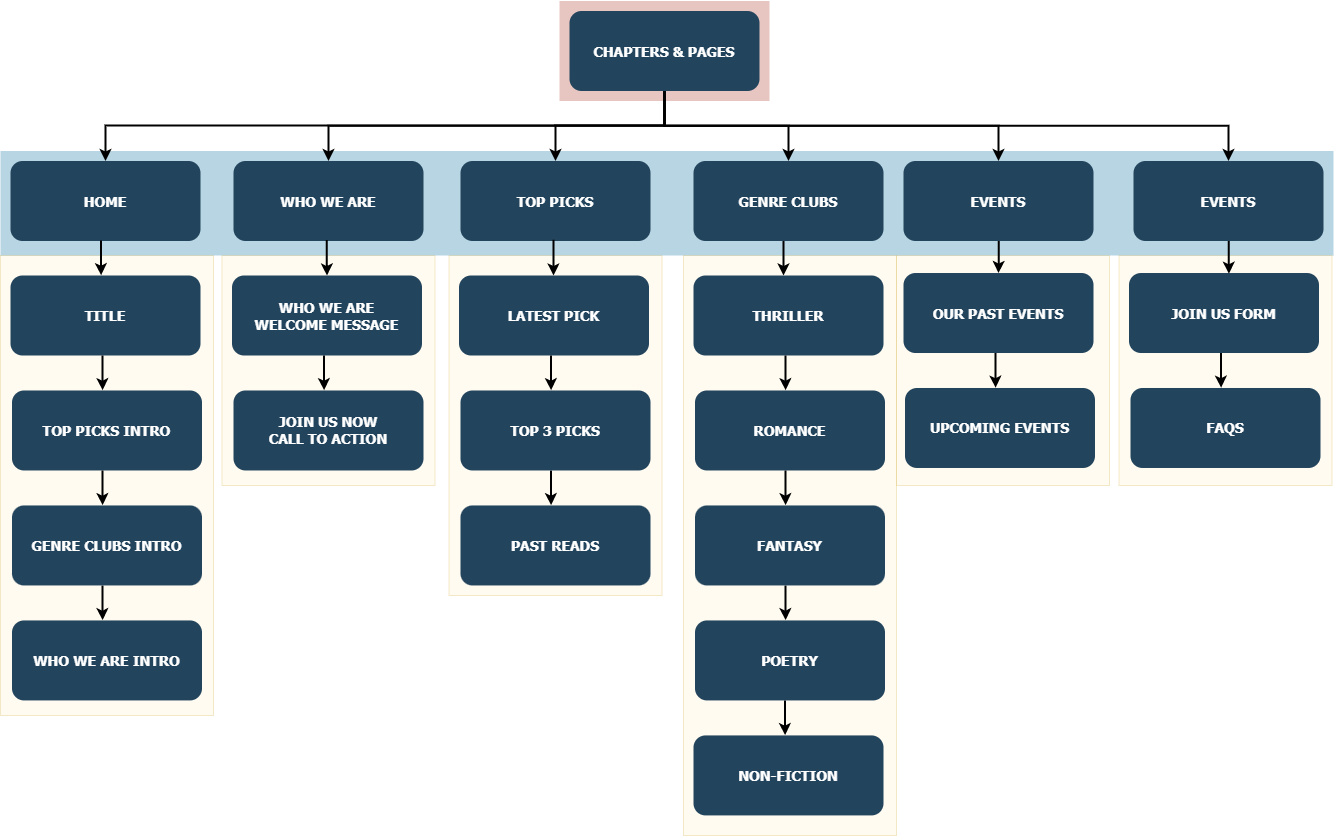 CHAPTERS & PAGES
HOME
WHO WE ARE
TOP PICKS
GENRE CLUBS
EVENTS
EVENTS
TITLE
TOP PICKS INTRO
GENRE CLUBS INTRO
WHO WE ARE INTRO
WHO WE ARE
WELCOME MESSAGE
JOIN US NOW
CALL TO ACTION
LATEST PICK
TOP 3 PICKS
PAST READS
THRILLER
ROMANCE
FANTASY
POETRY
NON-FICTION
OUR PAST EVENTS
UPCOMING EVENTS
JOIN US FORM
FAQS